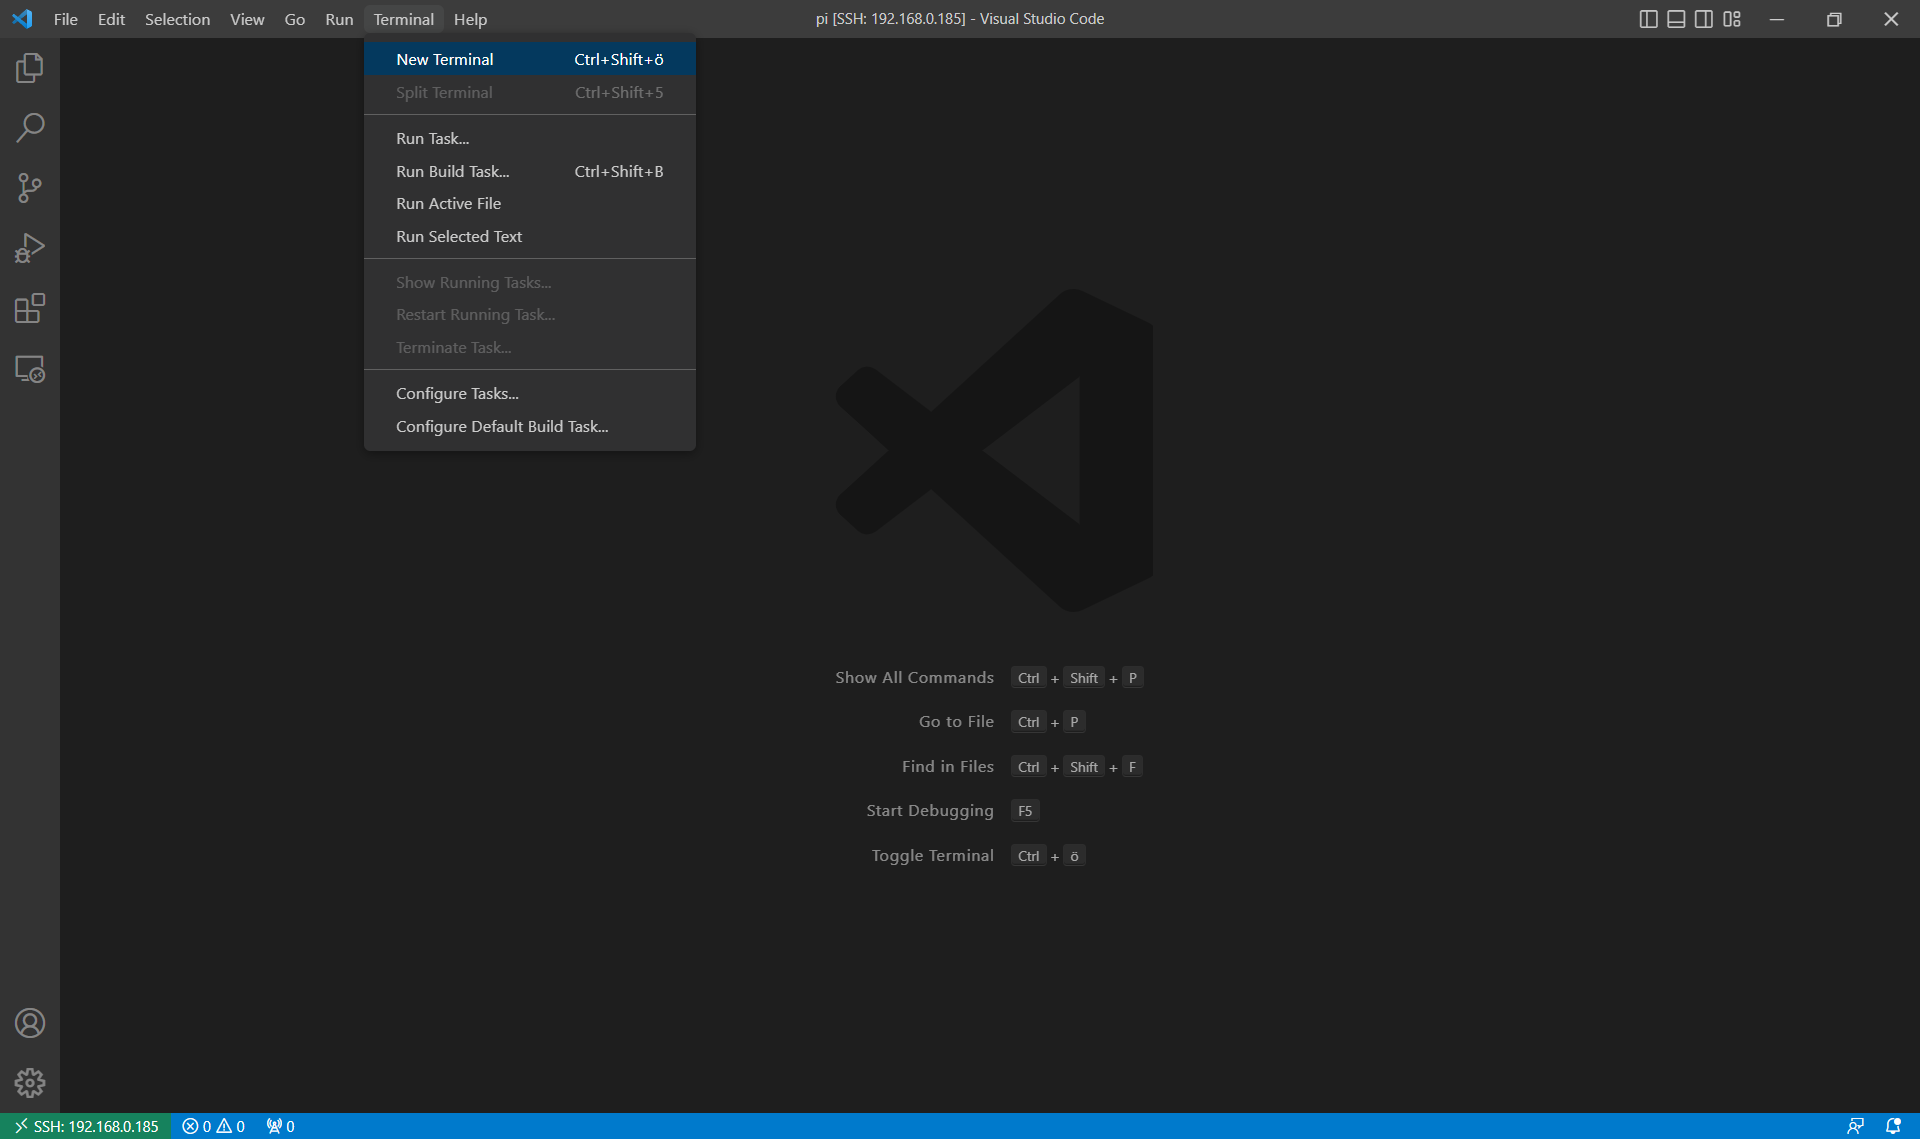 File Edit Selection View Go Run Terminal Help pi [SSH: 192.168.0.185] - Visual Studio Code
New Terminal Ctrl+Shift+ö
Split Terminal Ctrl+Shift+5
Run Task...
Run Build Task... Ctrl+Shift+B
Run Active File
Run Selected Text
Show Running Tasks...
Restart Running Task...
Terminate Task...
Configure Tasks...
Configure Default Build Task...
Show All Commands Ctrl + Shift + P
Go to File Ctrl + P
Find in Files Ctrl + Shift + F
Start Debugging F5
Toggle Terminal Ctrl + ö
SSH: 192.168.0.185 0 0 0